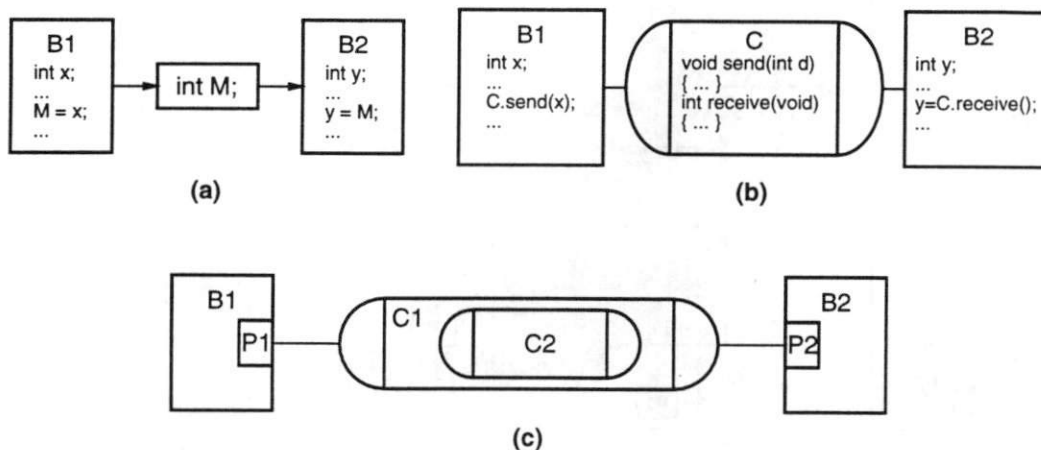 B1
int x;
...
M = x;
...
int M;
B2
int y;
...
y = M;
...
(a)
B1
int x;
...
C.send(x);
...
C
void send(int d)
{ ... }
int receive(void)
{ ... }
B2
int y;
...
y=C.receive();
...
(b)
B1
P1
C1
C2
B2
P2
(c)